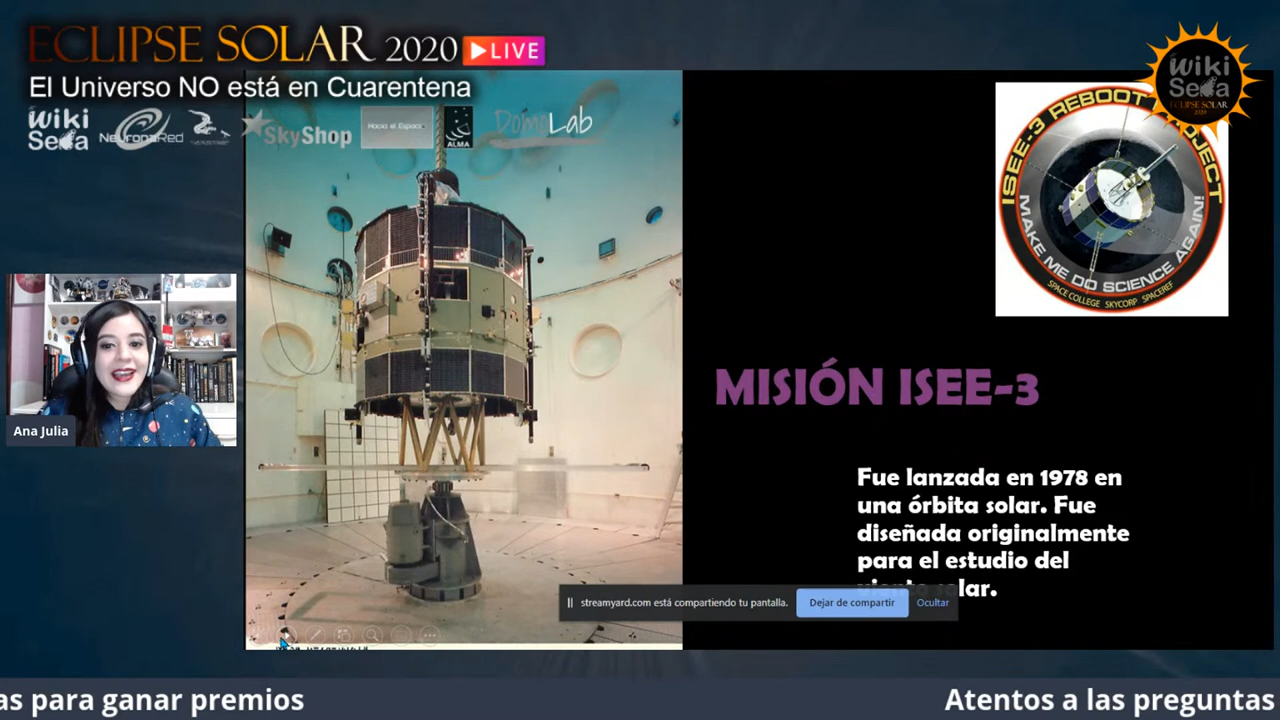 ECLIPSE SOLAR 2020 LIVE
El Universo NO está en Cuarentena
Wiki
Seda
NeuronaRed
SkyShop
Hacia el Espacio
ALMA
DomoLab
Wiki
Seda
ECLIPSE SOLAR
2020
ISEE-3 REBOOT PROJECT
MAKE ME DO SCIENCE AGAIN!
SPACE COLLEGE SKYCORP SPACEREF
MISIÓN ISEE-3
Fue lanzada en 1978 en
una órbita solar. Fue
diseñada originalmente
para el estudio del
viento solar.
streamyard.com está compartiendo tu pantalla.
Dejar de compartir
Ocultar
Ana Julia
as para ganar premios
Atentos a las preguntas